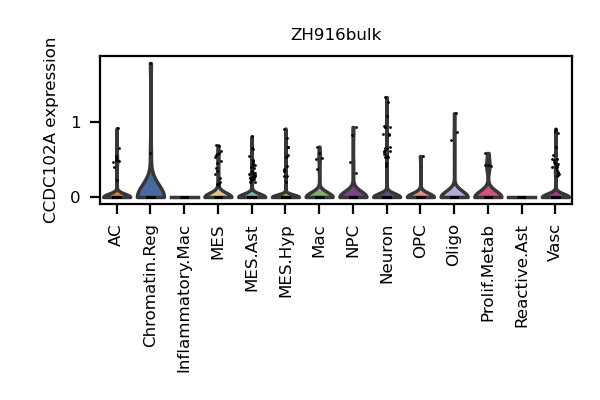 ZH916bulk
CCDC102A expression
1
0
AC
Chromatin.Reg
Inflammatory.Mac
MES
MES.Ast
MES.Hyp
Mac
NPC
Neuron
OPC
Oligo
Prolif.Metab
Reactive.Ast
Vasc